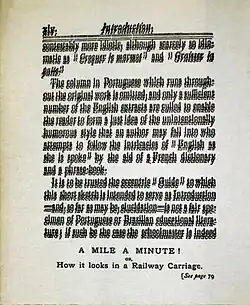 xiv.
Introduction.
contestably more idiotic, although scarcely so idio-
matic as "Croquer le marmot" and "
The column in Portuguese which runs through-
out the original work is omitted, and only a sufficient
number of the English extracts are culled to enable
the reader to form a just idea of the unintentionally
humorous style that an author may fall into who
attempts to follow the intricacies of "English as
she is spoke" by the aid of a French dictionary
and a phrase-book.
It is to be trusted the eccentric "Guide" to which
this short sketch is intended to serve as Introduction
—and, so far as may be, elucidation—is not a fair spe-
cimen of Portuguese or Brazilian educational litera-
ture; if such be the case the schoolmaster is indeed
A MILE A MINUTE!
or,
How it looks in a Railway Carriage.
[See page 79